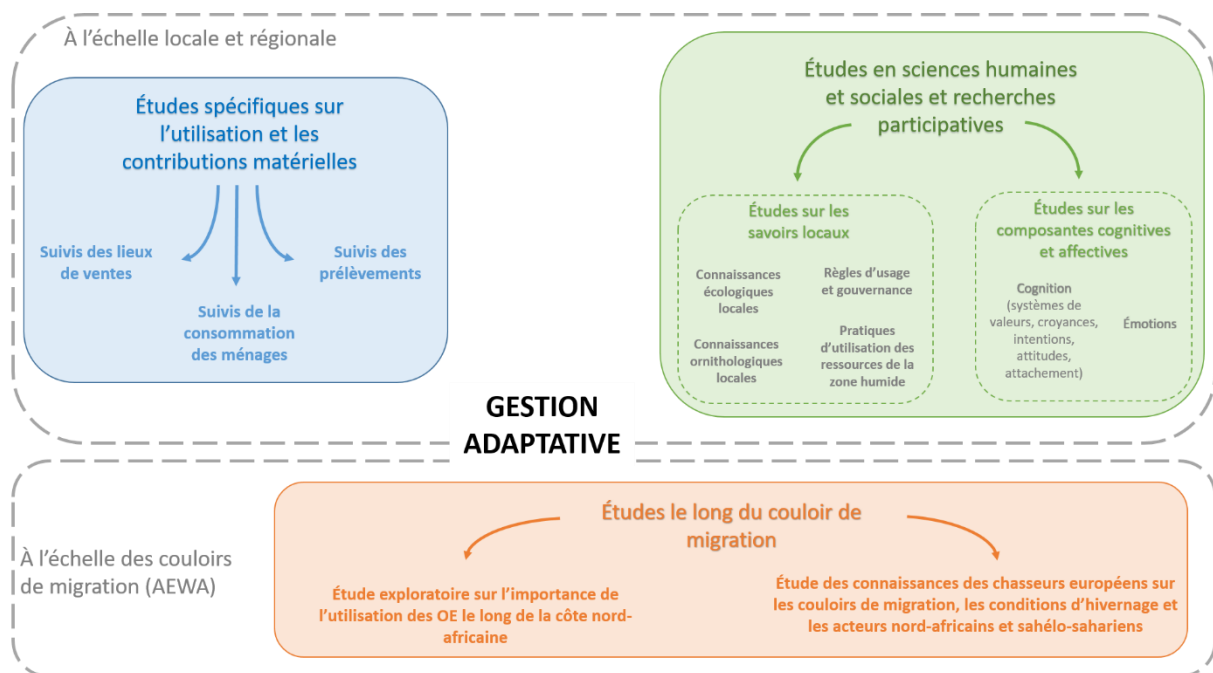 À l’échelle locale et régionale
Études spécifiques sur
l’utilisation et les
contributions matérielles
Suivis des lieux
de ventes
Suivis de la
consommation
des ménages
Suivis des
prélèvements
Études en sciences humaines
et sociales et recherches
participatives
Études sur les
savoirs locaux
Connaissances
écologiques
locales
Règles d’usage
et gouvernance
Connaissances
ornithologiques
locales
Pratiques
d’utilisation des
ressources de la
zone humide
Études sur les
composantes cognitives
et affectives
Cognition
(systèmes de
valeurs, croyances,
intentions,
attitudes,
attachement)
Émotions
GESTION
ADAPTATIVE
À l’échelle des couloirs
de migration (AEWA)
Études le long du couloir de
migration
Étude exploratoire sur l’importance de
l’utilisation des OE le long de la côte nord-
africaine
Étude des connaissances des chasseurs européens sur
les couloirs de migration, les conditions d’hivernage et
les acteurs nord-africains et sahélo-sahariens